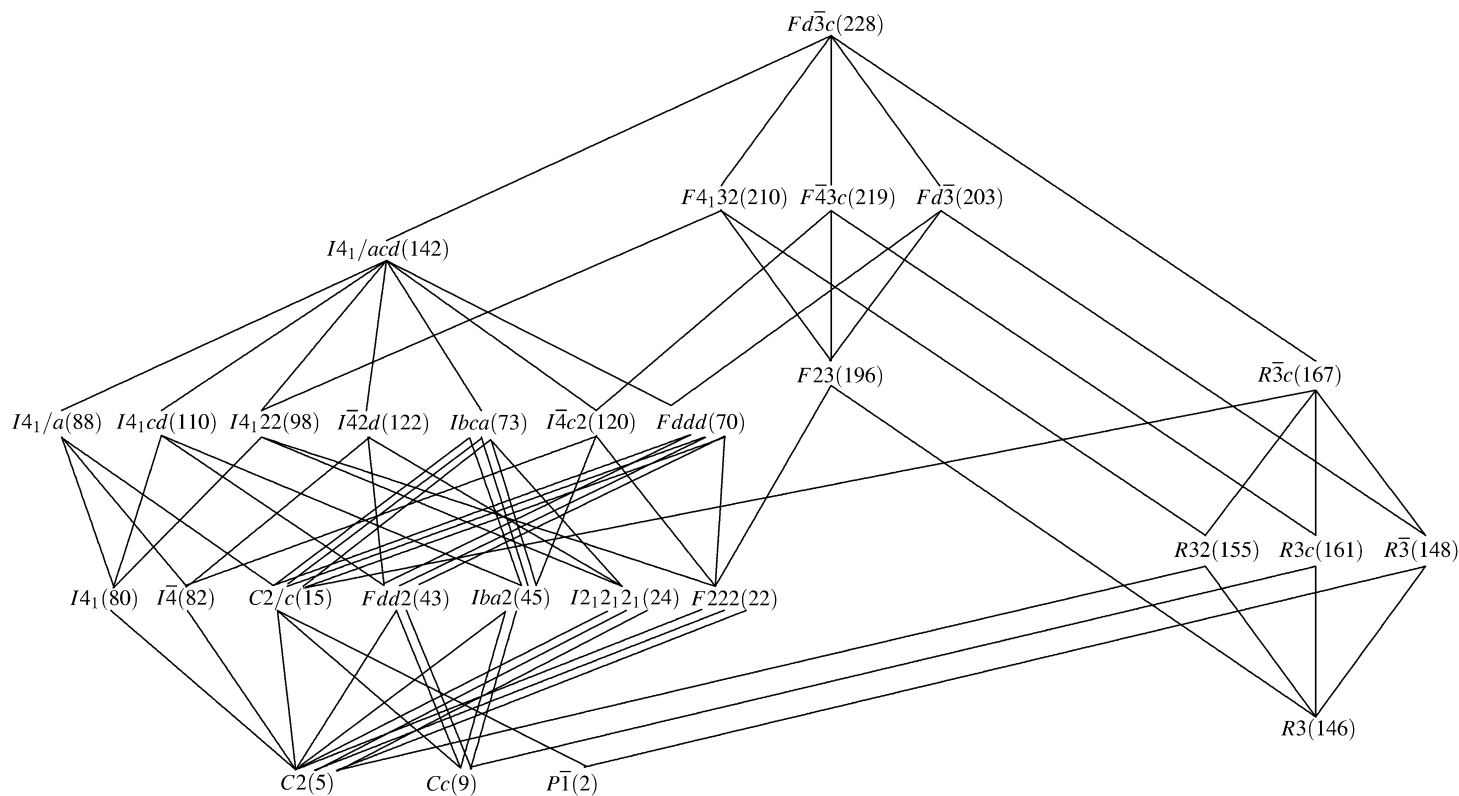 Fd3̅c(228)
F4₁32(210) F4̅3c(219) Fd3̅(203)
I4₁/acd(142)
F23(196) R3̅c(167)
I4₁/a(88) I4₁cd(110) I4₁22(98) I4̅2d(122) Ibca(73) I4̅c2(120) Fddd(70)
R32(155) R3c(161) R3̅(148)
I4₁(80) I4̅(82) C2/c(15) Fdd2(43) Iba2(45) I2₁2₁2₁(24) F222(22)
R3(146)
C2(5) Cc(9) P1̅(2)